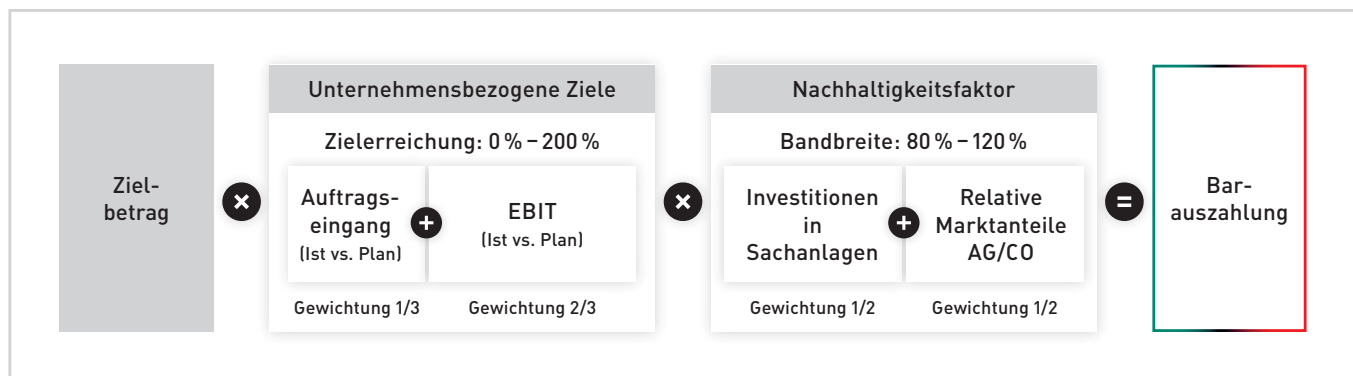 Ziel-
betrag
×
Unternehmensbezogene Ziele
Zielerreichung: 0 % – 200 %
Auftrags-
eingang
(Ist vs. Plan)
+
EBIT
(Ist vs. Plan)
Gewichtung 1/3
Gewichtung 2/3
×
Nachhaltigkeitsfaktor
Bandbreite: 80 % – 120 %
Investitionen
in
Sachanlagen
+
Relative
Marktanteile
AG/CO
Gewichtung 1/2
Gewichtung 1/2
=
Bar-
auszahlung